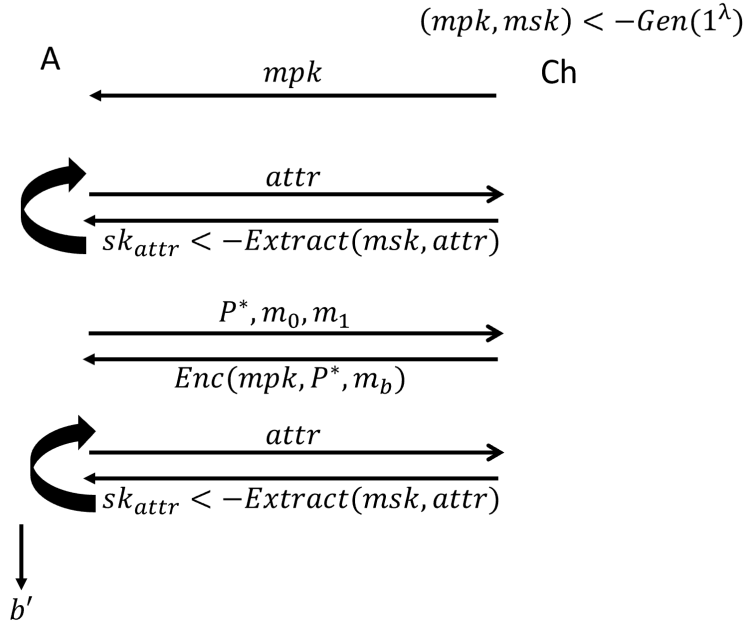 (mpk, msk) < −Gen(1^λ)
A
Ch
mpk
attr
sk_attr < −Extract(msk, attr)
P*, m_0, m_1
Enc(mpk, P*, m_b)
attr
sk_attr < −Extract(msk, attr)
b′